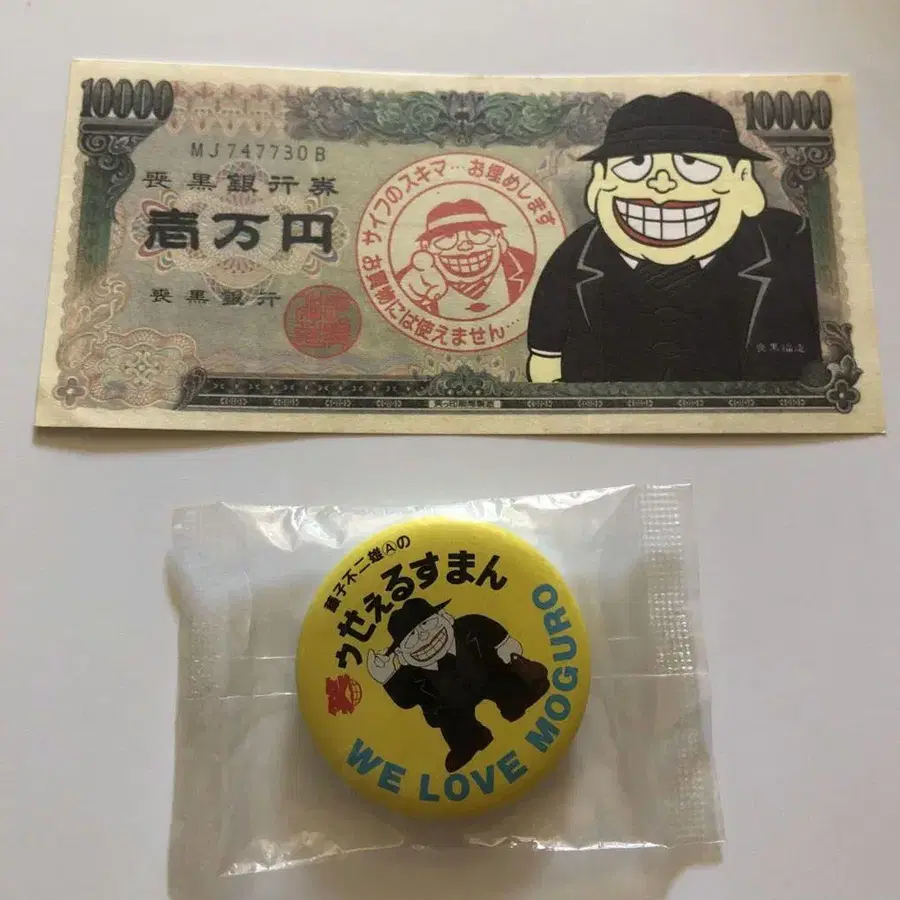 10000
10000
MJ747730B
喪黒銀行券
壱万円
喪黒銀行
サイフのスキマ…お埋めします
お買物には使えません…
喪黒福造
藤子不二雄Ⓐの
笑ゥせぇるすまん
WE LOVE MOGURO